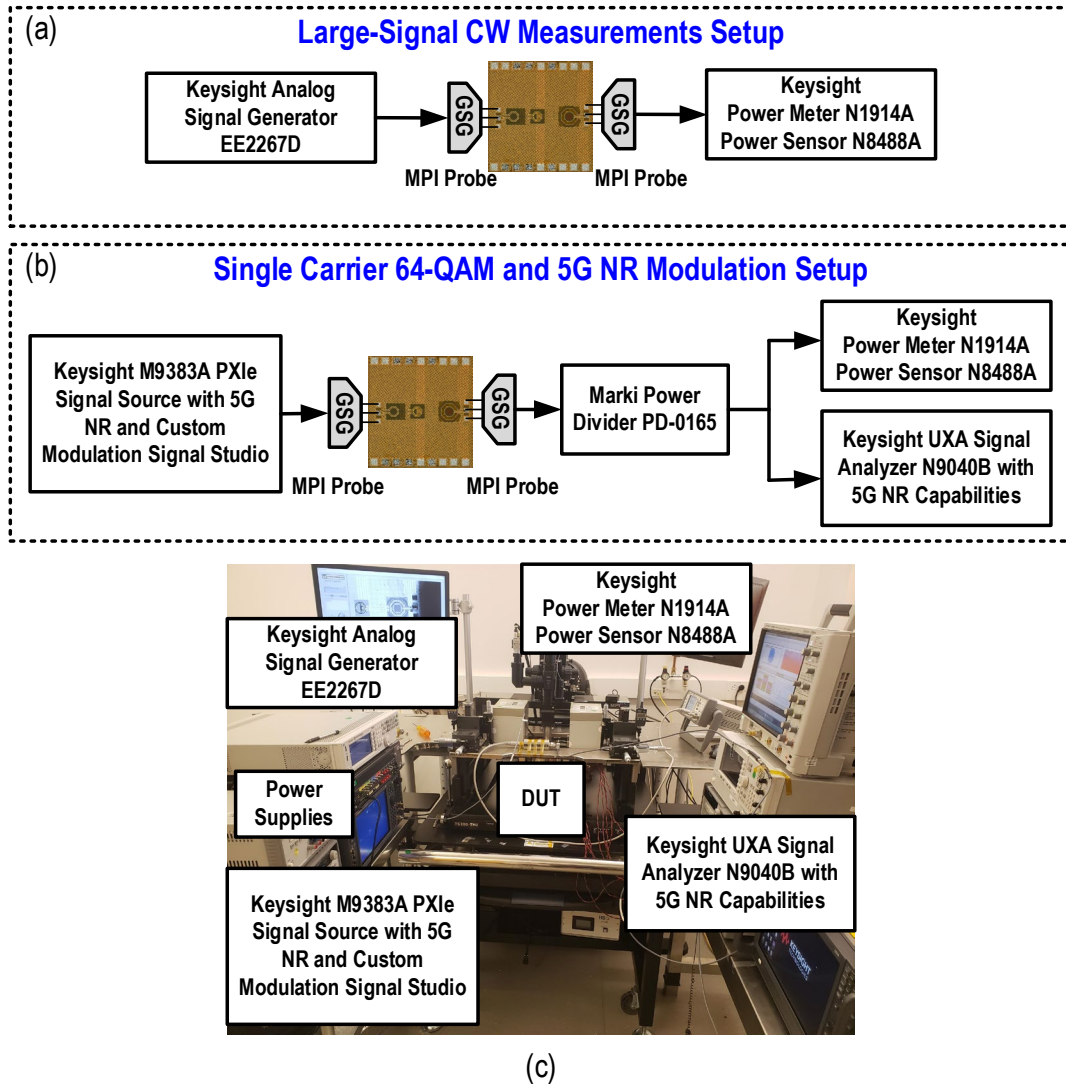 (a)
Large-Signal CW Measurements Setup
Keysight Analog
Signal Generator
EE2267D
GSG
GSG
Keysight
Power Meter N1914A
Power Sensor N8488A
MPI Probe
MPI Probe
(b)
Single Carrier 64-QAM and 5G NR Modulation Setup
Keysight M9383A PXIe
Signal Source with 5G
NR and Custom
Modulation Signal Studio
GSG
GSG
Marki Power
Divider PD-0165
Keysight
Power Meter N1914A
Power Sensor N8488A
Keysight UXA Signal
Analyzer N9040B with
5G NR Capabilities
MPI Probe
MPI Probe
Keysight
Power Meter N1914A
Power Sensor N8488A
Keysight Analog
Signal Generator
EE2267D
Power
Supplies
DUT
Keysight UXA Signal
Analyzer N9040B with
5G NR Capabilities
Keysight M9383A PXIe
Signal Source with 5G
NR and Custom
Modulation Signal Studio
KEYSIGHT
TECHNOLOGIES
(c)